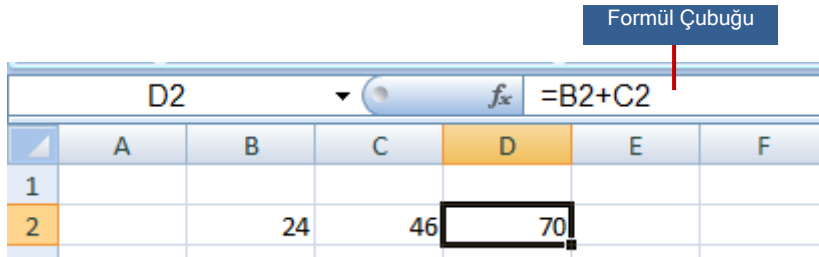 Formül Çubuğu
D2 fx =B2+C2
A B C D E F
1
2 24 46 70